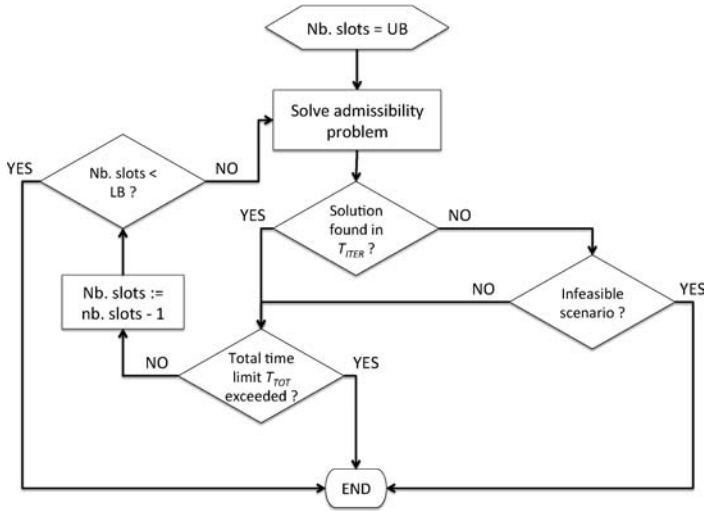 Nb. slots = UB
Solve admissibility
problem
YES
Nb. slots <
LB ?
NO
YES
Solution
found in
T_ITER ?
NO
Nb. slots :=
nb. slots - 1
NO
Infeasible
scenario ?
YES
NO
Total time
limit T_TOT
exceeded ?
YES
END